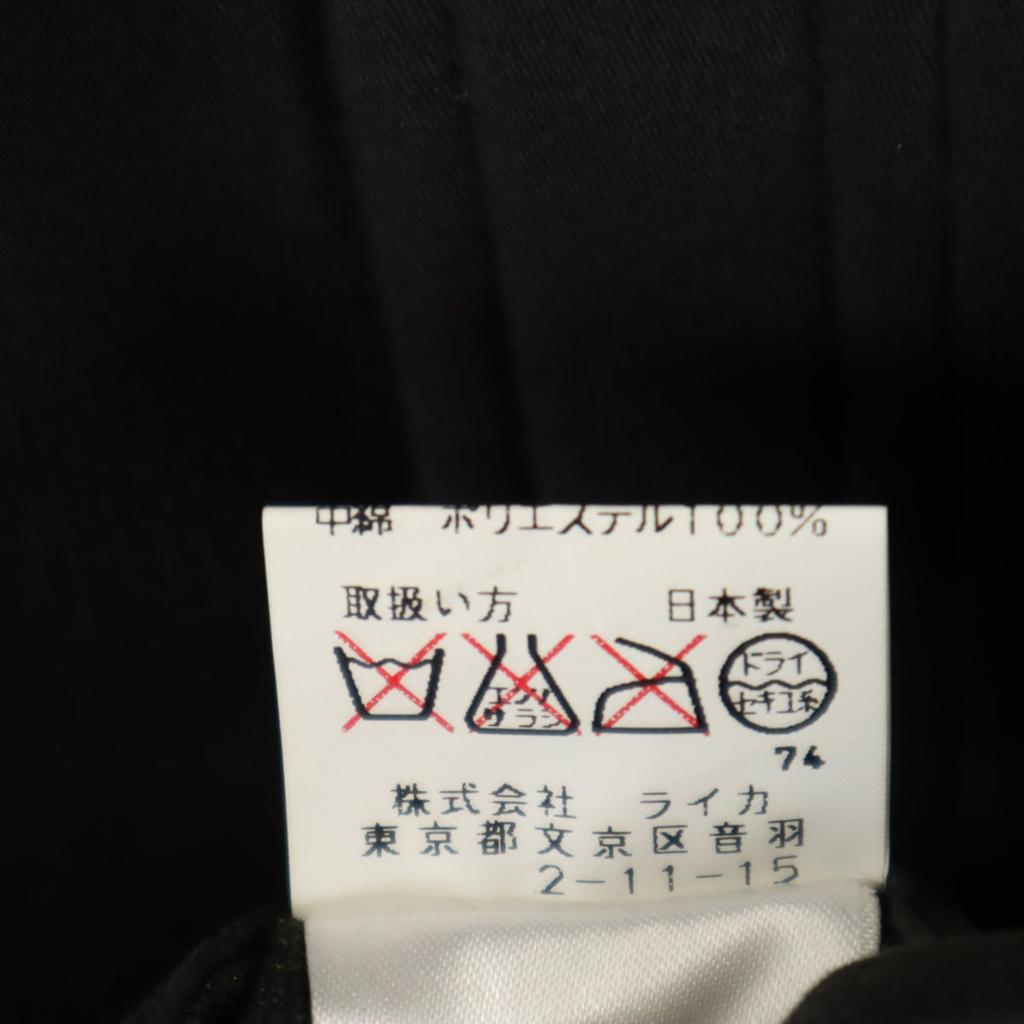 中綿 ポリエステル100%
取扱い方 日本製
エンソ
サラシ
ドライ
セキユ系
74
株式会社 ライカ
東京都文京区音羽
2-11-15